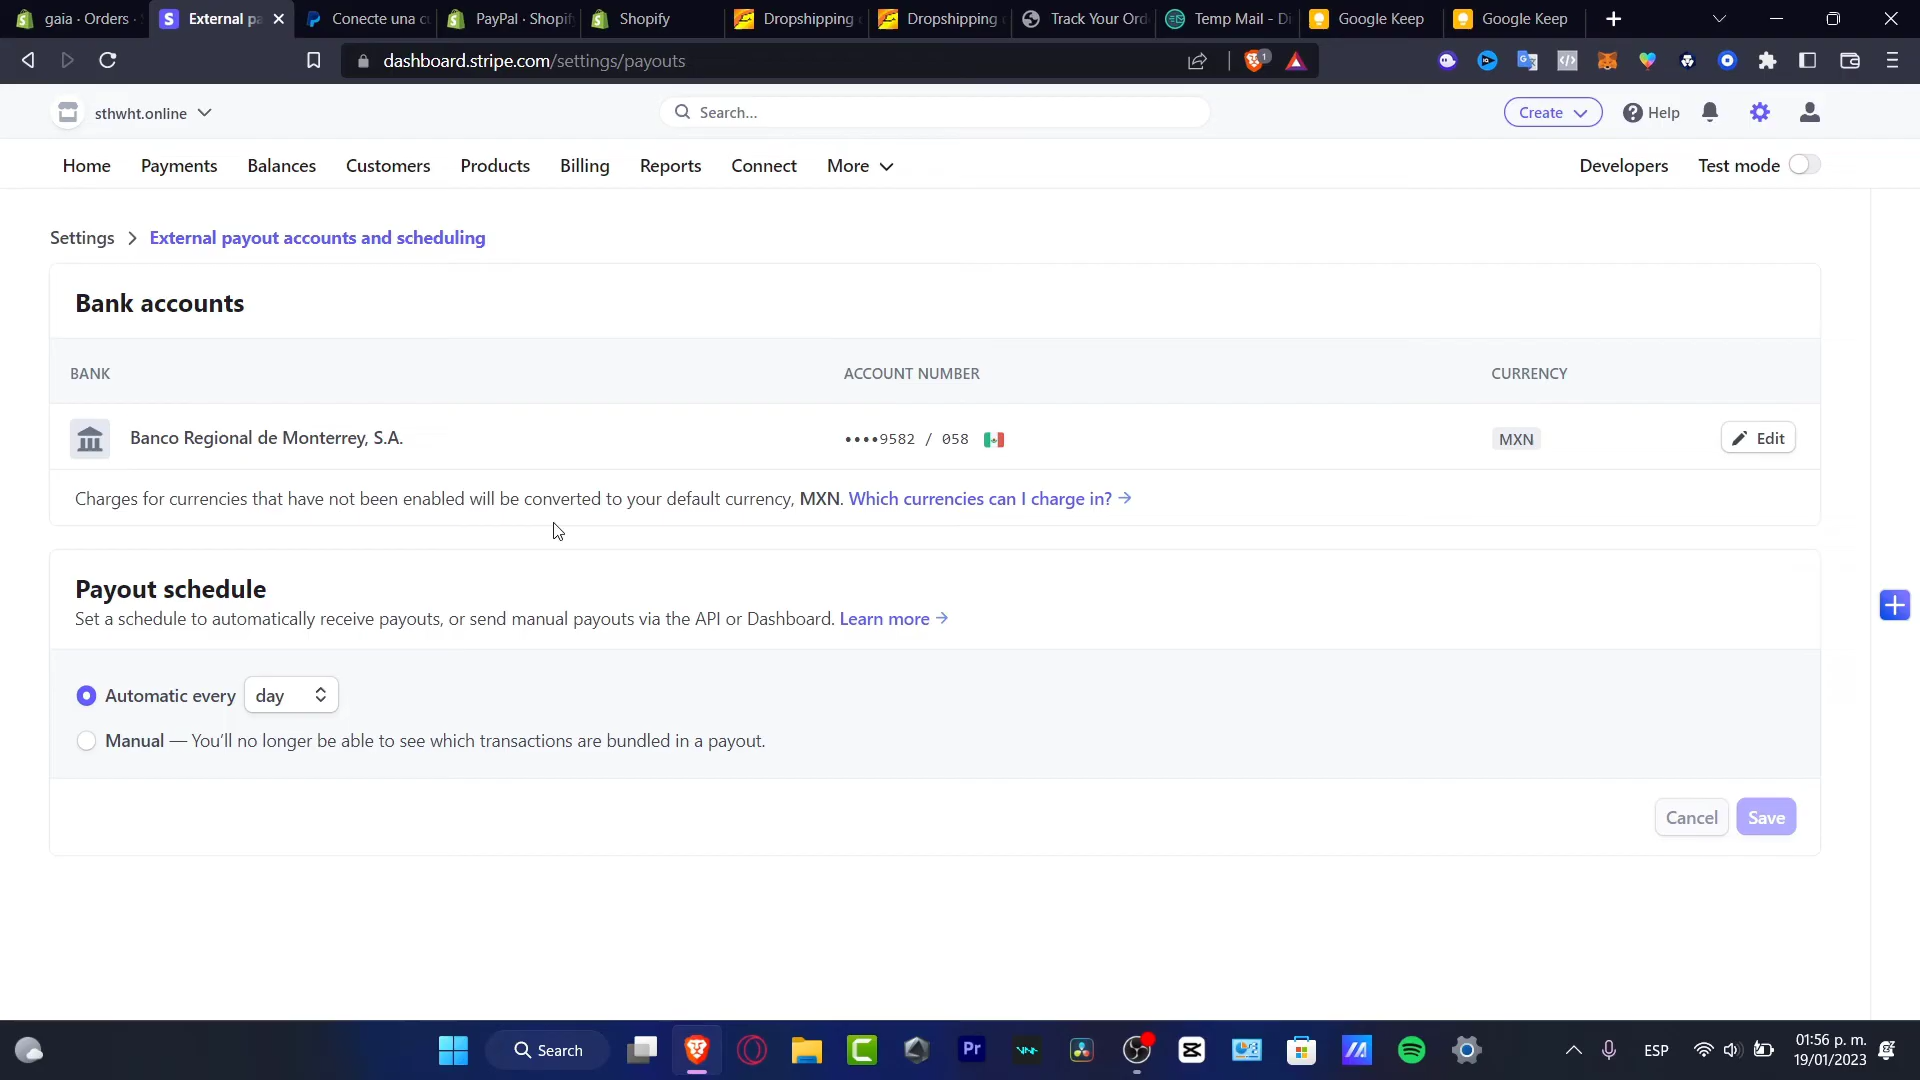 gaia · Orders ·
External pa
Conecte una cu
PayPal · Shopif
Shopify
Dropshipping
Dropshipping
Track Your Ord
Temp Mail - Di
Google Keep
Google Keep
dashboard.stripe.com/settings/payouts
1
sthwht.online
Search...
Create
Help
Home
Payments
Balances
Customers
Products
Billing
Reports
Connect
More
Developers
Test mode
Settings > External payout accounts and scheduling
Bank accounts
BANK
ACCOUNT NUMBER
CURRENCY
Banco Regional de Monterrey, S.A.
••••9582 / 058
MXN
Edit
Charges for currencies that have not been enabled will be converted to your default currency, MXN. Which currencies can I charge in? →
Payout schedule
Set a schedule to automatically receive payouts, or send manual payouts via the API or Dashboard. Learn more →
Automatic every day
Manual — You'll no longer be able to see which transactions are bundled in a payout.
Cancel
Save
Search
Pr
ESP
01:56 p. m.
19/01/2023